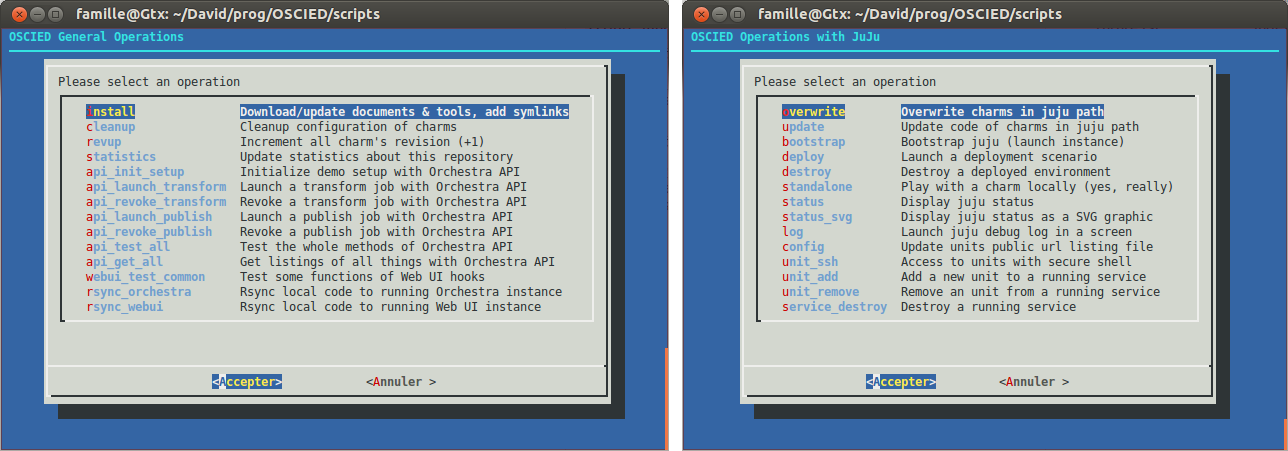 famille@Gtx: ~/David/prog/OSCIED/scripts
OSCIED General Operations
Please select an operation
install Download/update documents & tools, add symlinks
cleanup Cleanup configuration of charms
revup Increment all charm's revision (+1)
statistics Update statistics about this repository
api_init_setup Initialize demo setup with Orchestra API
api_launch_transform Launch a transform job with Orchestra API
api_revoke_transform Revoke a transform job with Orchestra API
api_launch_publish Launch a publish job with Orchestra API
api_revoke_publish Revoke a publish job with Orchestra API
api_test_all Test the whole methods of Orchestra API
api_get_all Get listings of all things with Orchestra API
webui_test_common Test some functions of Web UI hooks
rsync_orchestra Rsync local code to running Orchestra instance
rsync_webui Rsync local code to running Web UI instance
<Accepter> <Annuler >
famille@Gtx: ~/David/prog/OSCIED/scripts
OSCIED Operations with JuJu
Please select an operation
overwrite Overwrite charms in juju path
update Update code of charms in juju path
bootstrap Bootstrap juju (launch instance)
deploy Launch a deployment scenario
destroy Destroy a deployed environment
standalone Play with a charm locally (yes, really)
status Display juju status
status_svg Display juju status as a SVG graphic
log Launch juju debug log in a screen
config Update units public url listing file
unit_ssh Access to units with secure shell
unit_add Add a new unit to a running service
unit_remove Remove an unit from a running service
service_destroy Destroy a running service
<Accepter> <Annuler >